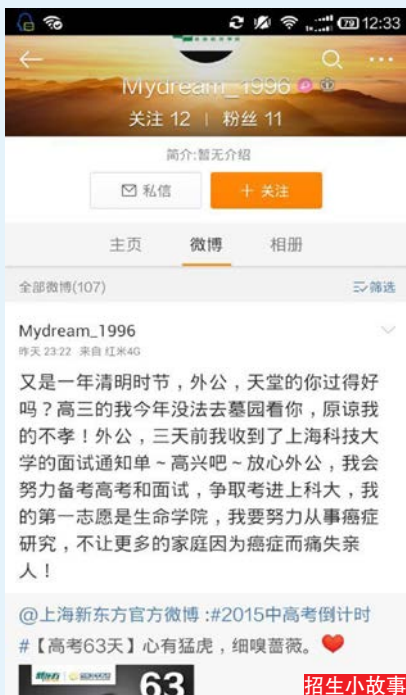 79 12:33
Mydream_1996
关注 12 | 粉丝 11
简介:暂无介绍
私信
+ 关注
主页 微博 相册
全部微博(107) 筛选
Mydream_1996
昨天 23:22 来自 红米4G
又是一年清明时节，外公，天堂的你过得好
吗？高三的我今年没法去墓园看你，原谅我
的不孝！外公，三天前我收到了上海科技大
学的面试通知单～高兴吧～放心外公，我会
努力备考高考和面试，争取考进上科大，我
的第一志愿是生命学院，我要努力从事癌症
研究，不让更多的家庭因为癌症而痛失亲
人！
@上海新东方官方微博 :#2015中高考倒计时
#【高考63天】心有猛虎，细嗅蔷薇。
63
招生小故事